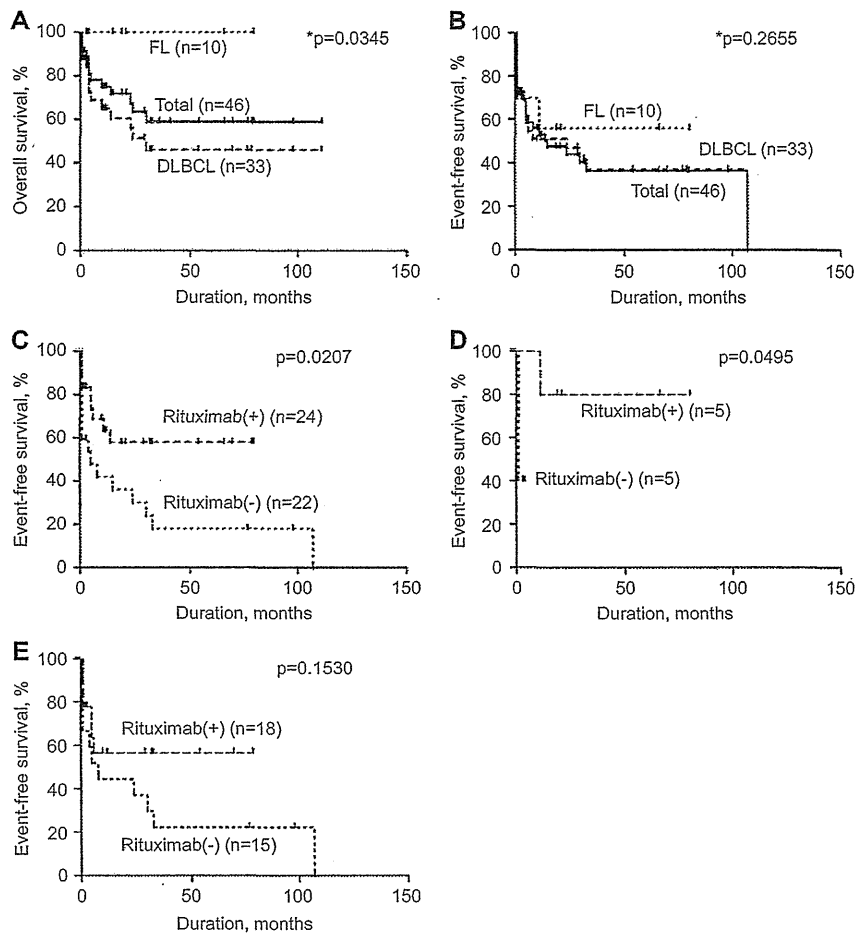 A
*p=0.0345
FL (n=10)
Total (n=46)
DLBCL (n=33)
Overall survival, %
100
80
60
40
20
0
0 50 100 150
Duration, months
B
*p=0.2655
FL (n=10)
DLBCL (n=33)
Total (n=46)
Event-free survival, %
100
80
60
40
20
0
0 50 100 150
Duration, months
C
p=0.0207
Rituximab(+) (n=24)
Rituximab(-) (n=22)
Event-free survival, %
100
80
60
40
20
0
0 50 100 150
Duration, months
D
p=0.0495
Rituximab(+) (n=5)
Rituximab(-) (n=5)
Event-free survival, %
100
80
60
40
20
0
0 50 100 150
Duration, months
E
p=0.1530
Rituximab(+) (n=18)
Rituximab(-) (n=15)
Event-free survival, %
100
80
60
40
20
0
0 50 100 150
Duration, months